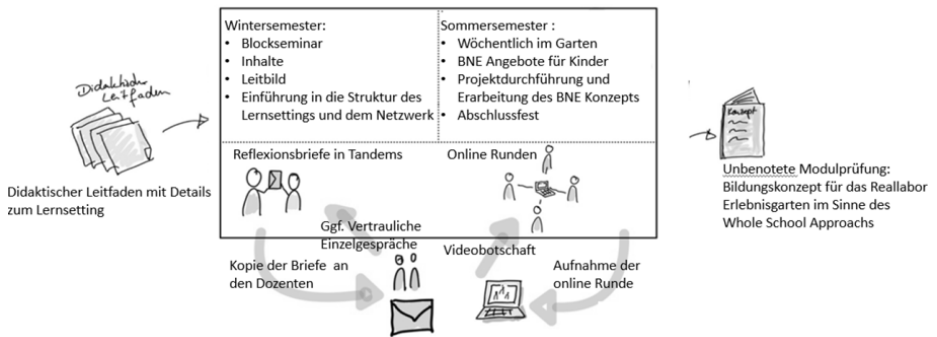 Didaktischer
Leitfaden
Didaktischer Leitfaden mit Details
zum Lernsetting
Wintersemester:
• Blockseminar
• Inhalte
• Leitbild
• Einführung in die Struktur des
Lernsettings und dem Netzwerk
Sommersemester :
• Wöchentlich im Garten
• BNE Angebote für Kinder
• Projektdurchführung und
Erarbeitung des BNE Konzepts
• Abschlussfest
Reflexionsbriefe in Tandems
Online Runden
Ggf. Vertrauliche
Einzelgespräche
Videobotschaft
Kopie der Briefe an
den Dozenten
Aufnahme der
online Runde
Konzept
Unbenotete Modulprüfung:
Bildungskonzept für das Reallabor
Erlebnisgarten im Sinne des
Whole School Approachs